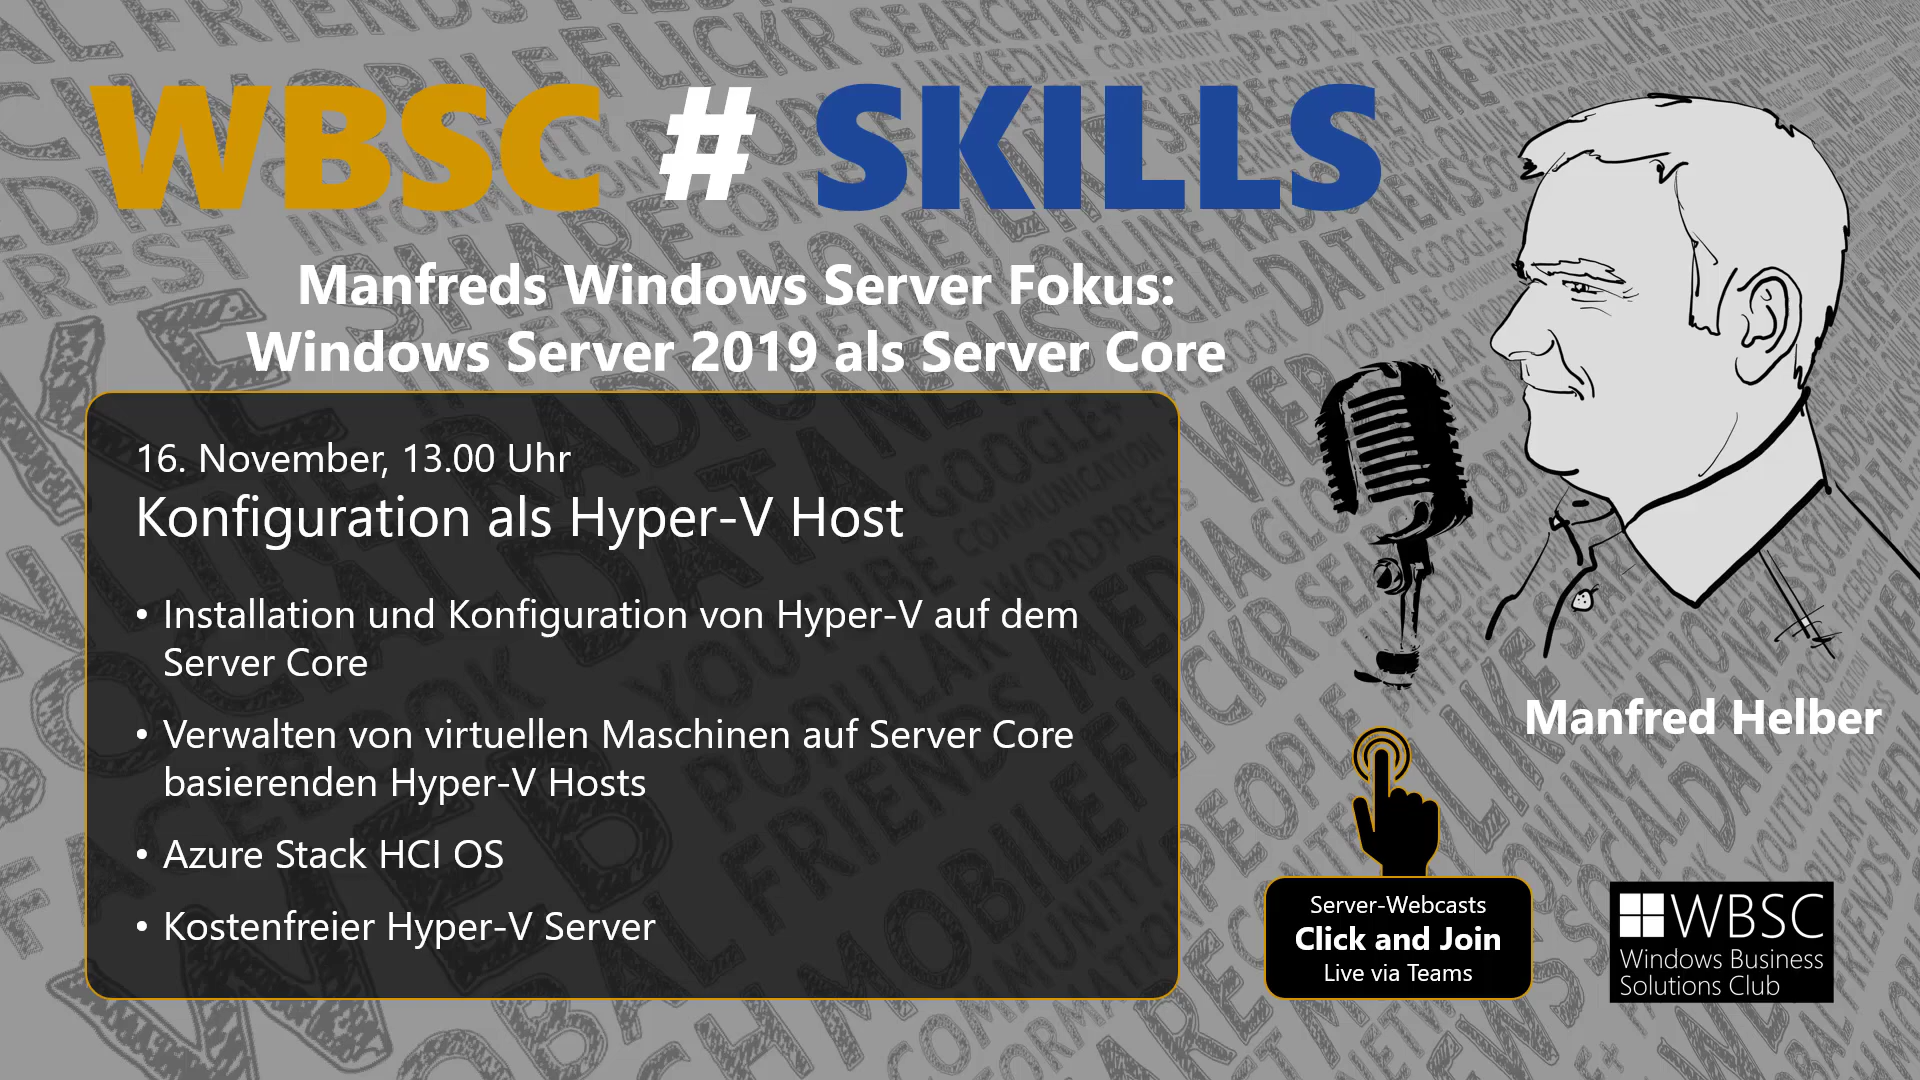 WBSC # SKILLS
Manfreds Windows Server Fokus:
Windows Server 2019 als Server Core
16. November, 13.00 Uhr
Konfiguration als Hyper-V Host
• Installation und Konfiguration von Hyper-V auf dem
Server Core
• Verwalten von virtuellen Maschinen auf Server Core
basierenden Hyper-V Hosts
• Azure Stack HCI OS
• Kostenfreier Hyper-V Server
Manfred Helber
Server-Webcasts
Click and Join
Live via Teams
WBSC
Windows Business
Solutions Club